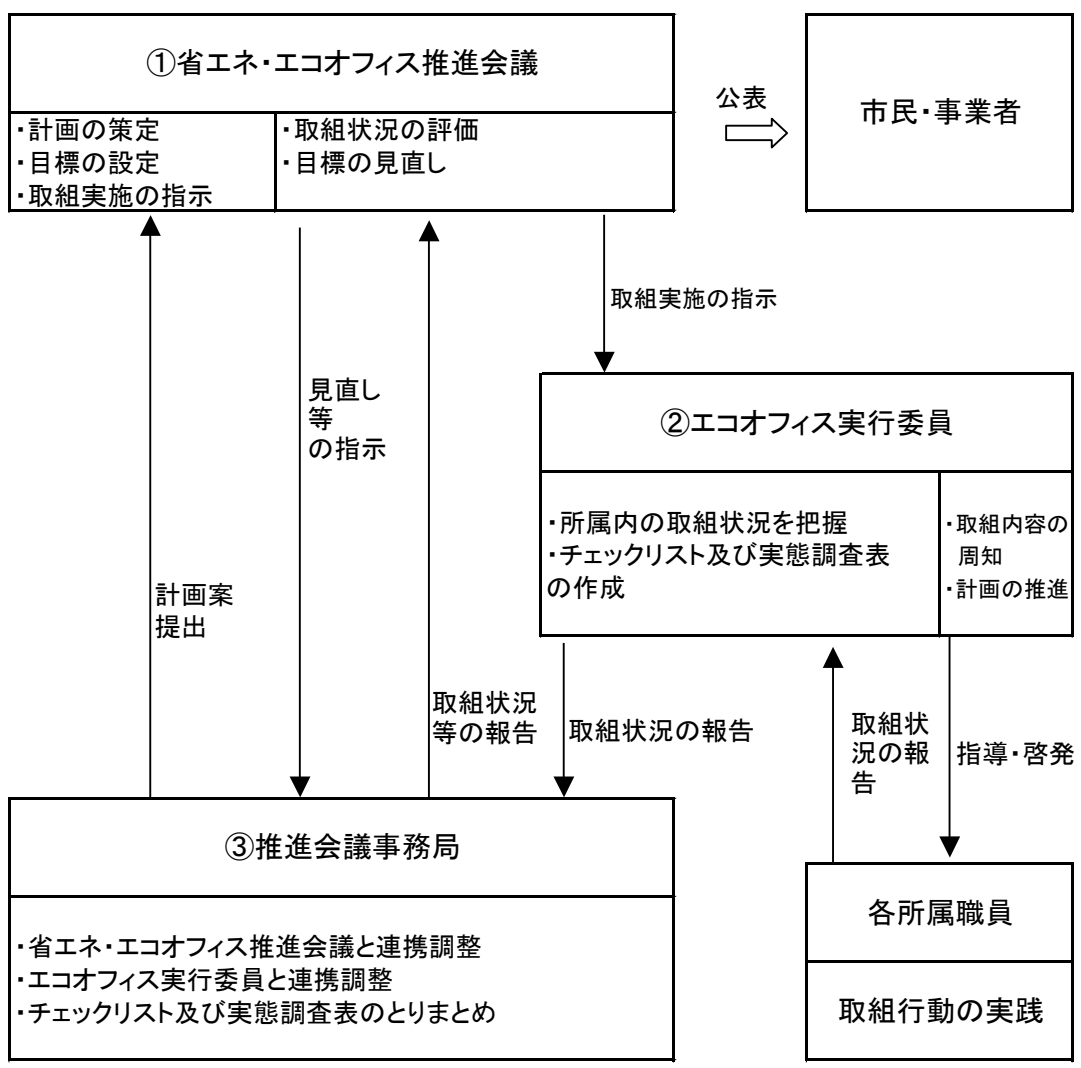 ①省エネ・エコオフィス推進会議
・計画の策定
・目標の設定
・取組実施の指示
・取組状況の評価
・目標の見直し
公表
市民・事業者
取組実施の指示
見直し
等
の指示
②エコオフィス実行委員
・所属内の取組状況を把握
・チェックリスト及び実態調査表
の作成
・取組内容の
周知
・計画の推進
計画案
提出
取組状況
等の報告
取組状況の報告
取組状
況の報
告
指導・啓発
③推進会議事務局
・省エネ・エコオフィス推進会議と連携調整
・エコオフィス実行委員と連携調整
・チェックリスト及び実態調査表のとりまとめ
各所属職員
取組行動の実践